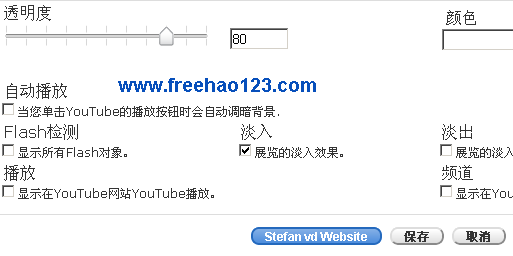 透明度
颜色
80
自动播放
www.freehao123.com
当您单击YouTube的播放按钮时会自动调暗背景.
Flash检测 淡入 淡出
显示所有Flash对象。 展览的淡入效果。 展览的淡入
播放 频道
显示在YouTube网站YouTube播放。 显示在You
Stefan vd Website 保存 取消